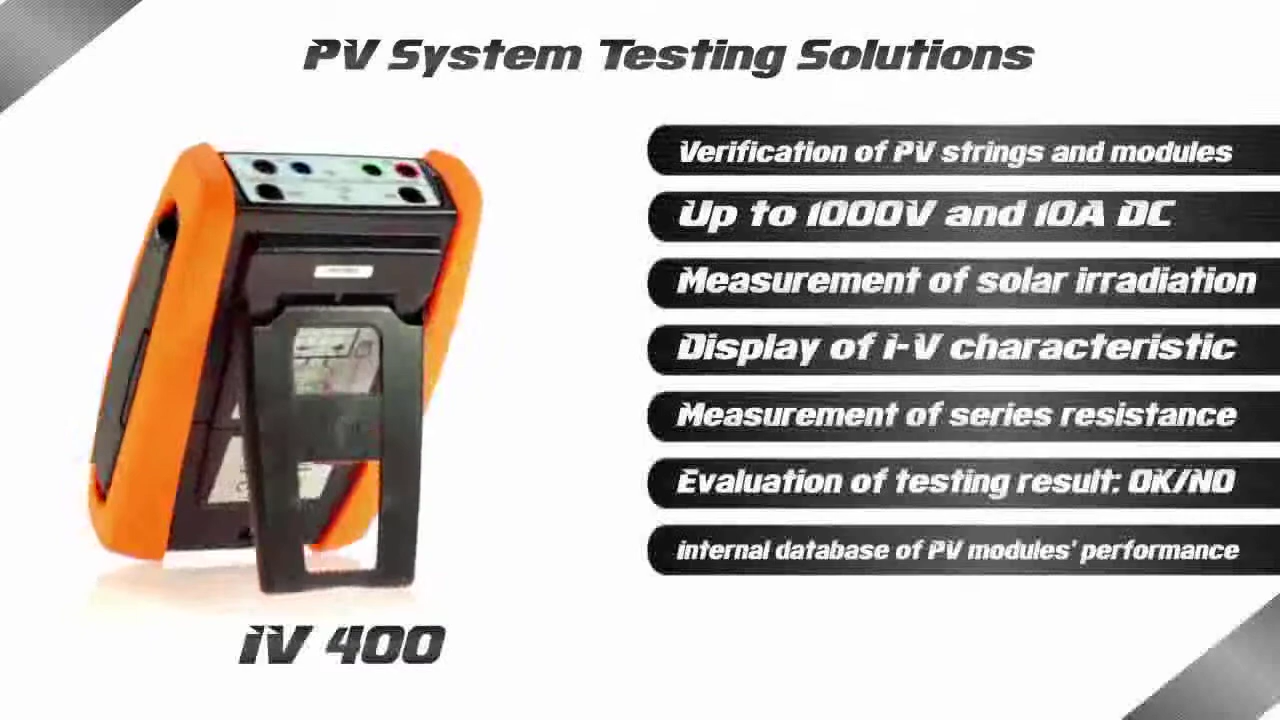 PV System Testing Solutions
Verification of PV strings and modules
Up to 1000V and 10A DC
Measurement of solar irradiation
Display of i-V characteristic
Measurement of series resistance
Evaluation of testing result: OK/NO
internal database of PV modules' performance
iV 400